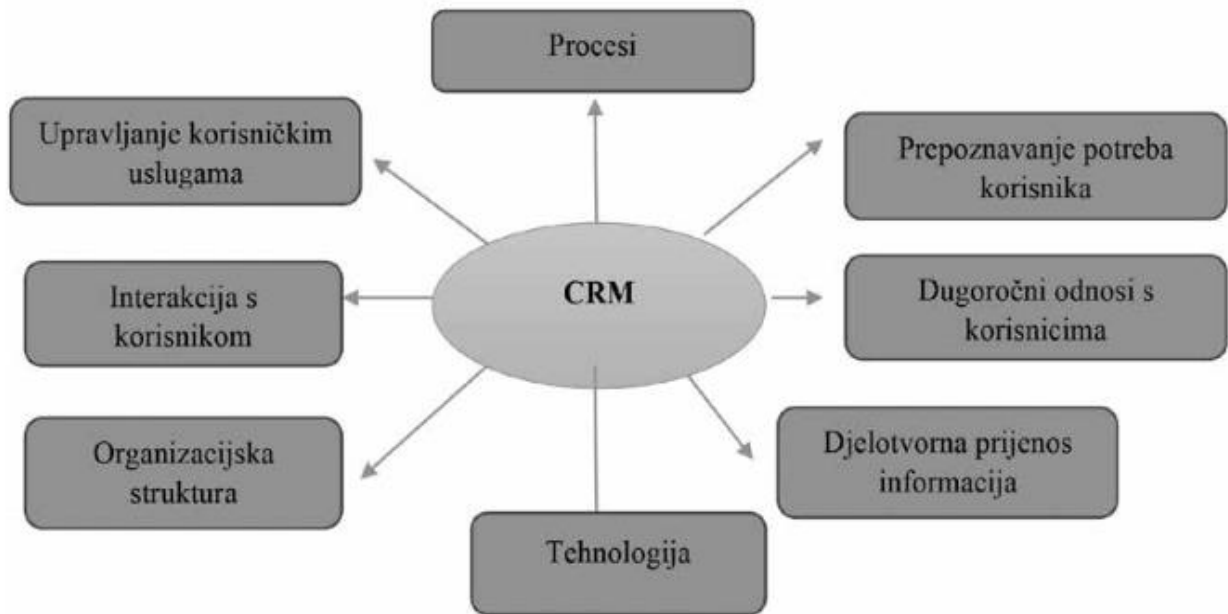 Procesi
Upravljanje korisničkim
uslugama
Prepoznavanje potreba
korisnika
Interakcija s
korisnikom
CRM
Dugoročni odnosi s
korisnicima
Organizacijska
struktura
Djelotvorna prijenos
informacija
Tehnologija